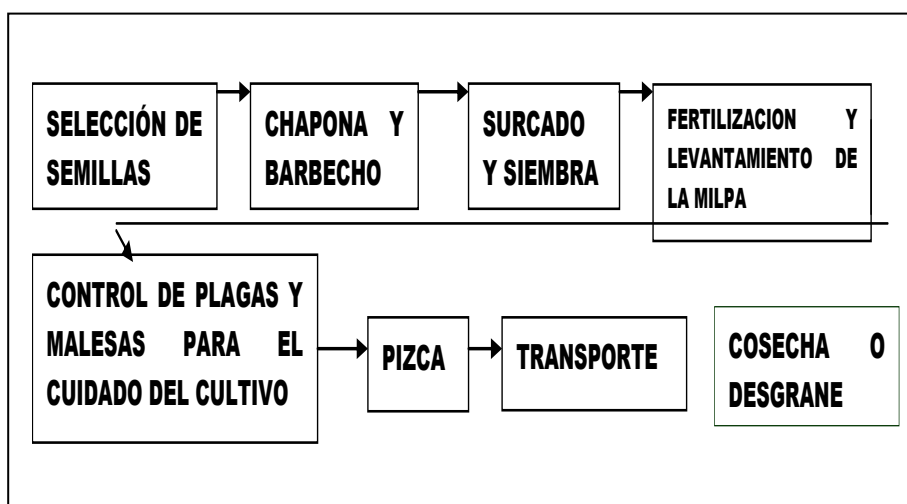 SELECCIÓN DE
SEMILLAS
CHAPONA Y
BARBECHO
SURCADO
Y SIEMBRA
FERTILIZACION Y
LEVANTAMIENTO DE
LA MILPA
CONTROL DE PLAGAS Y
MALESAS PARA EL
CUIDADO DEL CULTIVO
PIZCA
TRANSPORTE
COSECHA O
DESGRANE